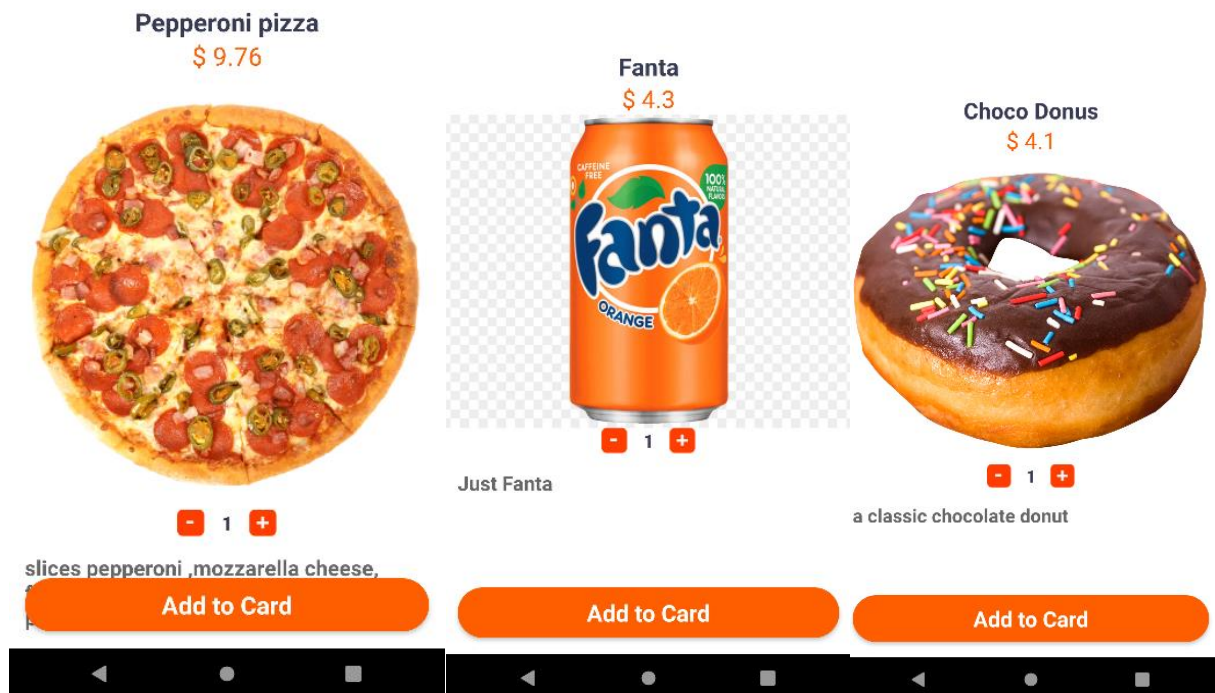 Pepperoni pizza
$ 9.76
- 1 +
slices pepperoni ,mozzarella cheese,
Add to Card
Fanta
$ 4.3
CAFFEINE
FREE
100%
NATURAL
FLAVORS
Fanta
ORANGE
- 1 +
Just Fanta
Add to Card
Choco Donus
$ 4.1
- 1 +
a classic chocolate donut
Add to Card